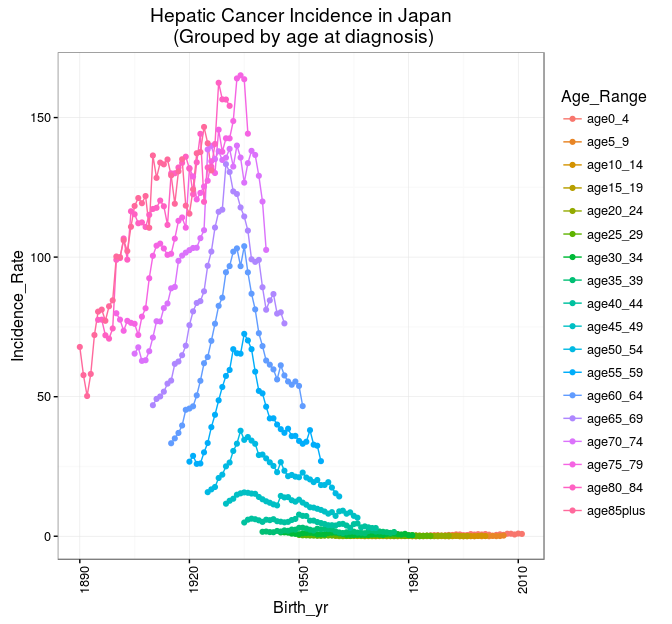 Hepatic Cancer Incidence in Japan
(Grouped by age at diagnosis)
Incidence_Rate
150
100
50
0
1890
1920
1950
1980
2010
Birth_yr
Age_Range
age0_4
age5_9
age10_14
age15_19
age20_24
age25_29
age30_34
age35_39
age40_44
age45_49
age50_54
age55_59
age60_64
age65_69
age70_74
age75_79
age80_84
age85plus